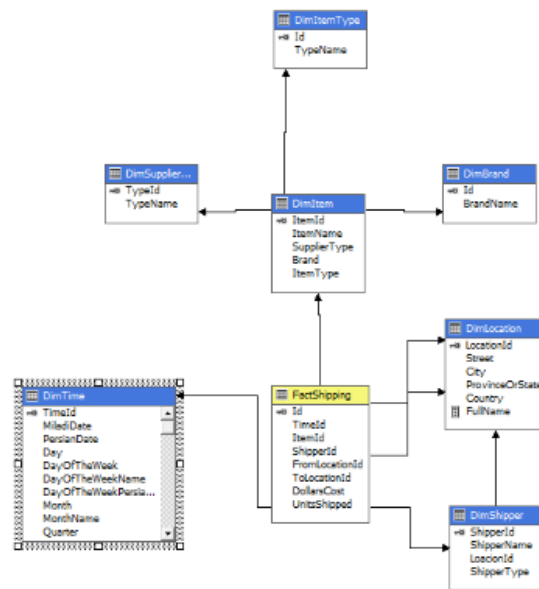 DimItemType
Id
TypeName
DimSupplier...
TypeId
TypeName
DimBrand
Id
BrandName
DimItem
ItemId
ItemName
SupplierType
Brand
ItemType
DimLocation
LocationId
Street
City
ProvinceOrState
Country
FullName
DimTime
TimeId
MiladiDate
PersianDate
Day
DayOfTheWeek
DayOfTheWeekName
DayOfTheWeekPersia...
Month
MonthName
Quarter
FactShipping
Id
TimeId
ItemId
ShipperId
FromLocationId
ToLocationId
DollarsCost
UnitsShipped
DimShipper
ShipperId
ShipperName
LoacionId
ShipperType